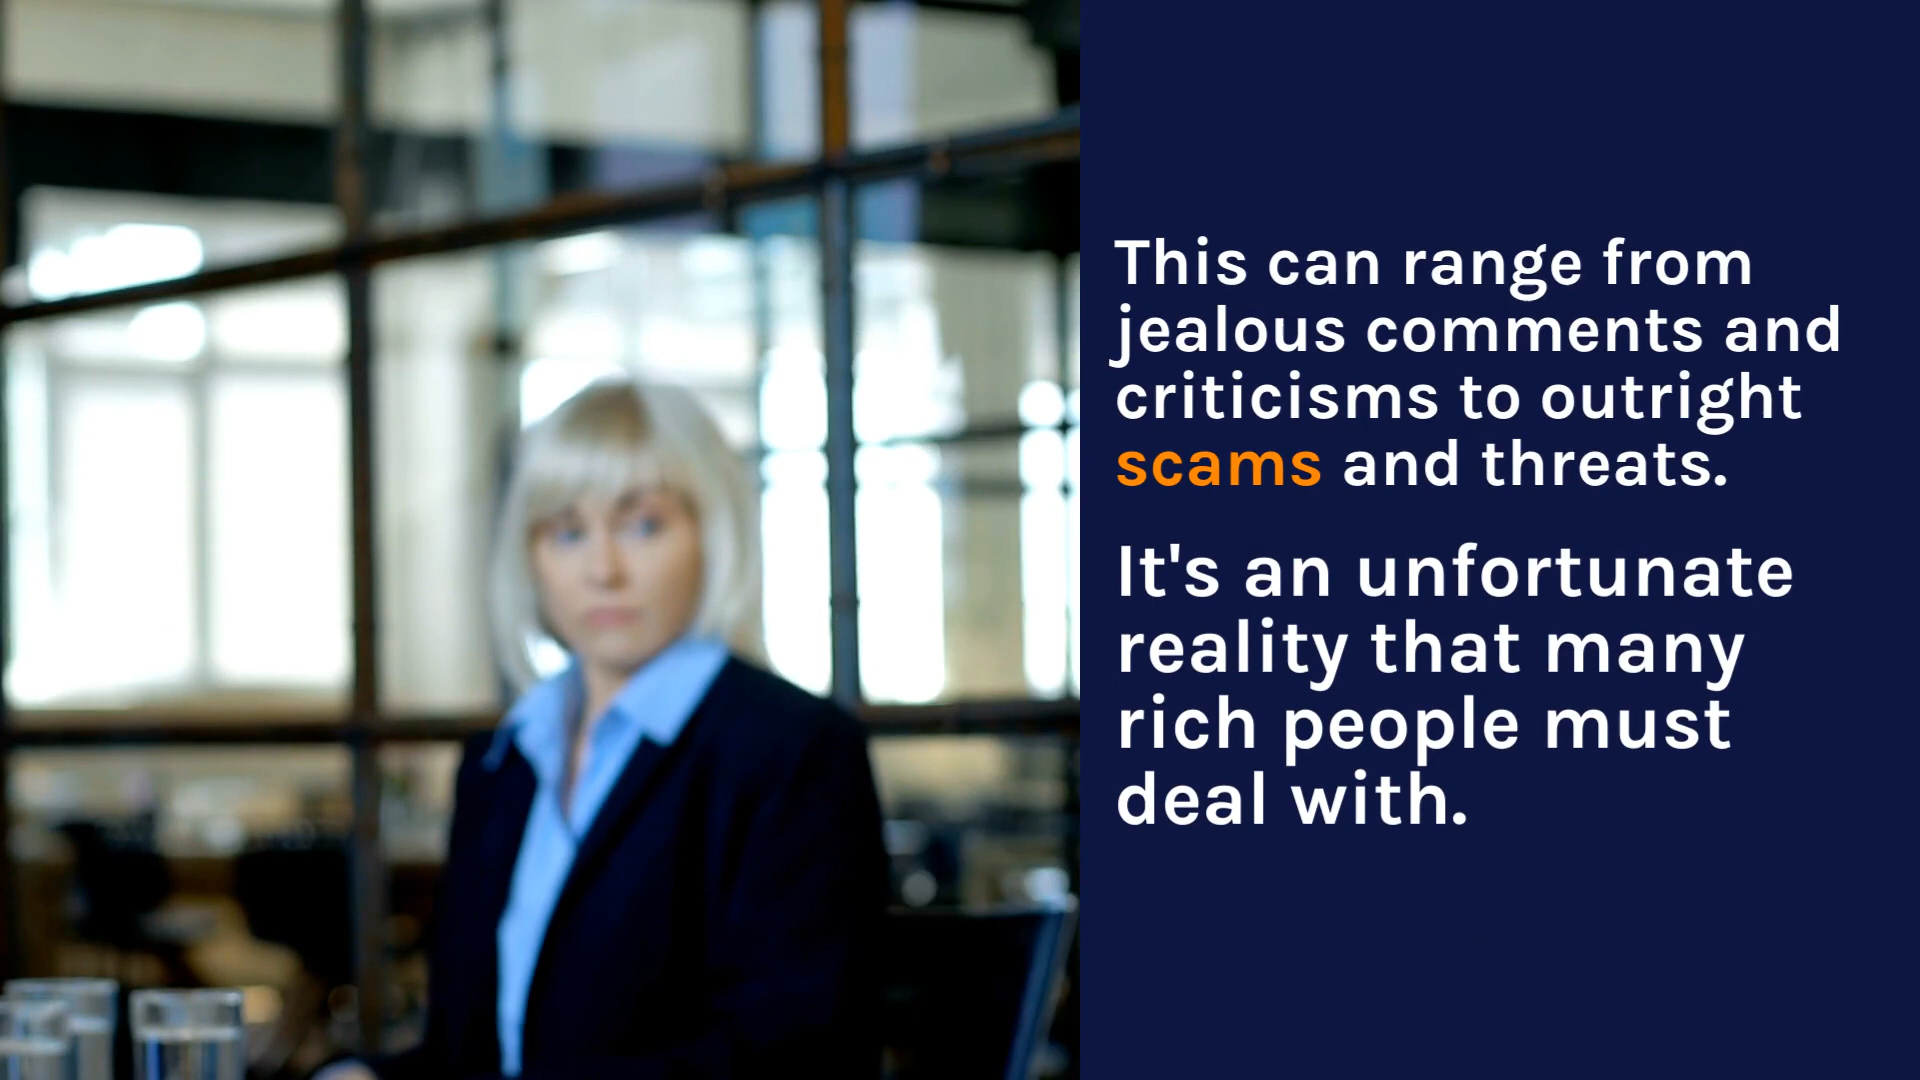 This can range from
jealous comments and
criticisms to outright
scams and threats.
It's an unfortunate
reality that many
rich people must
deal with.